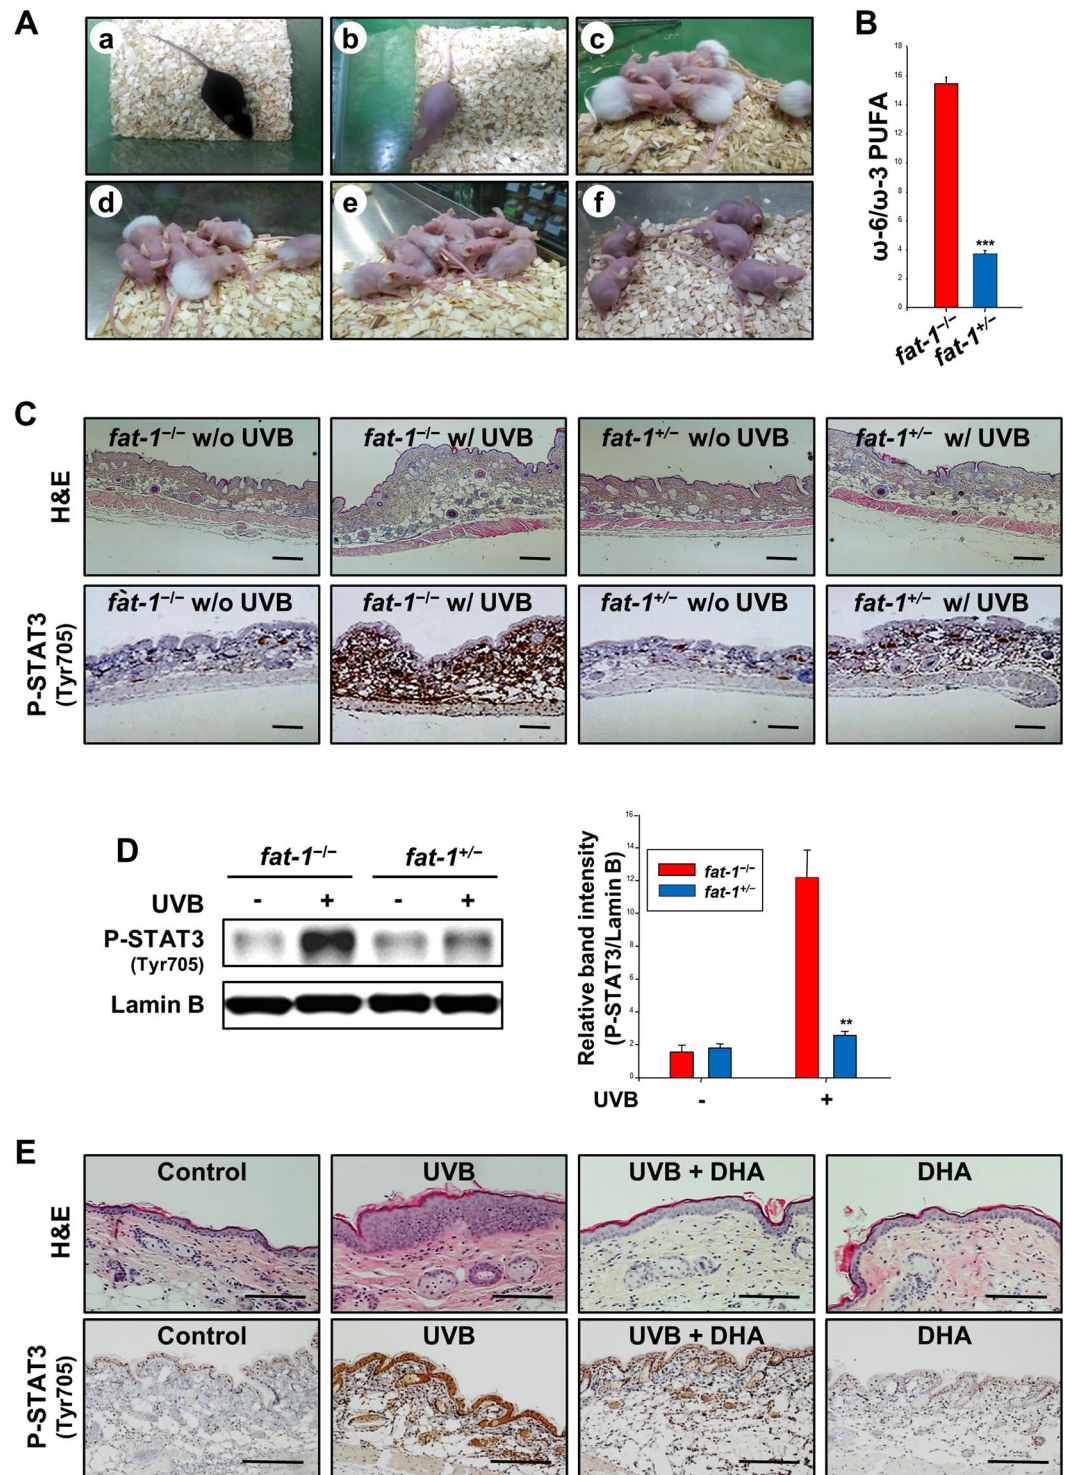 A
a
b
c
d
e
f
B
18
16
14
12
10
8
6
4
2
0
ω-6/ω-3 PUFA
***
fat-1−/−
fat-1+/−
C
H&E
fat-1−/− w/o UVB
fat-1−/− w/ UVB
fat-1+/− w/o UVB
fat-1+/− w/ UVB
P-STAT3
(Tyr705)
fat-1−/− w/o UVB
fat-1−/− w/ UVB
fat-1+/− w/o UVB
fat-1+/− w/ UVB
D
fat-1−/−
fat-1+/−
UVB - + - +
P-STAT3
(Tyr705)
Lamin B
Relative band intensity
(P-STAT3/Lamin B)
16
14
12
10
8
6
4
2
0
fat-1−/−
fat-1+/−
**
UVB - +
E
H&E
Control
UVB
UVB + DHA
DHA
P-STAT3
(Tyr705)
Control
UVB
UVB + DHA
DHA